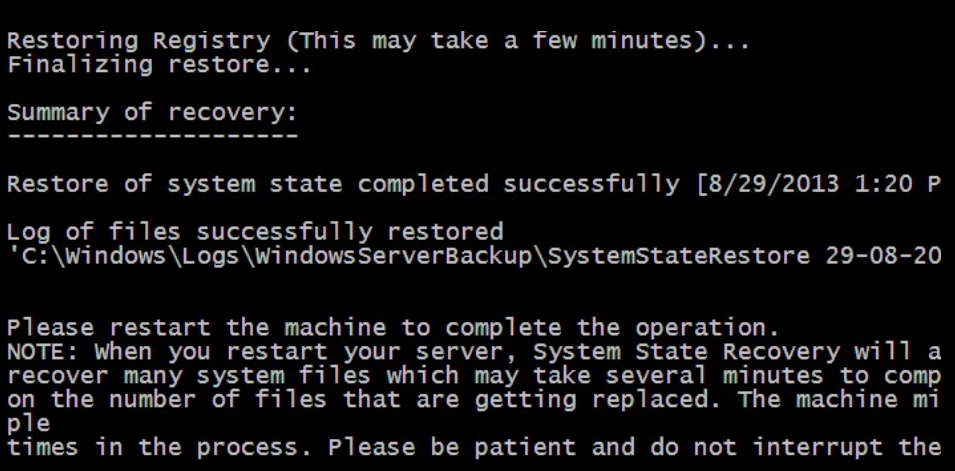 Restoring Registry (This may take a few minutes)...
Finalizing restore...
Summary of recovery:
--------------------
Restore of system state completed successfully [8/29/2013 1:20 P
Log of files successfully restored
'C:\Windows\Logs\WindowsServerBackup\SystemStateRestore 29-08-20
Please restart the machine to complete the operation.
NOTE: When you restart your server, System State Recovery will a
recover many system files which may take several minutes to comp
on the number of files that are getting replaced. The machine mi
ple
times in the process. Please be patient and do not interrupt the